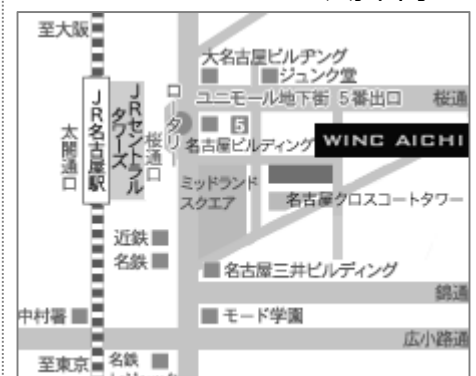 至大阪
大名古屋ビルヂング
ジュンク堂
ユニモール地下街 5番出口
桜通
ロータリー
JRセントラル
タワーズ
JR名古屋駅
桜通口
太閤通口
5
名古屋ビルディング
WINC AICHI
ミッドランド
スクエア
名古屋クロスコートタワー
近鉄
名鉄
名古屋三井ビルディング
錦通
中村署
モード学園
広小路通
至東京
名鉄